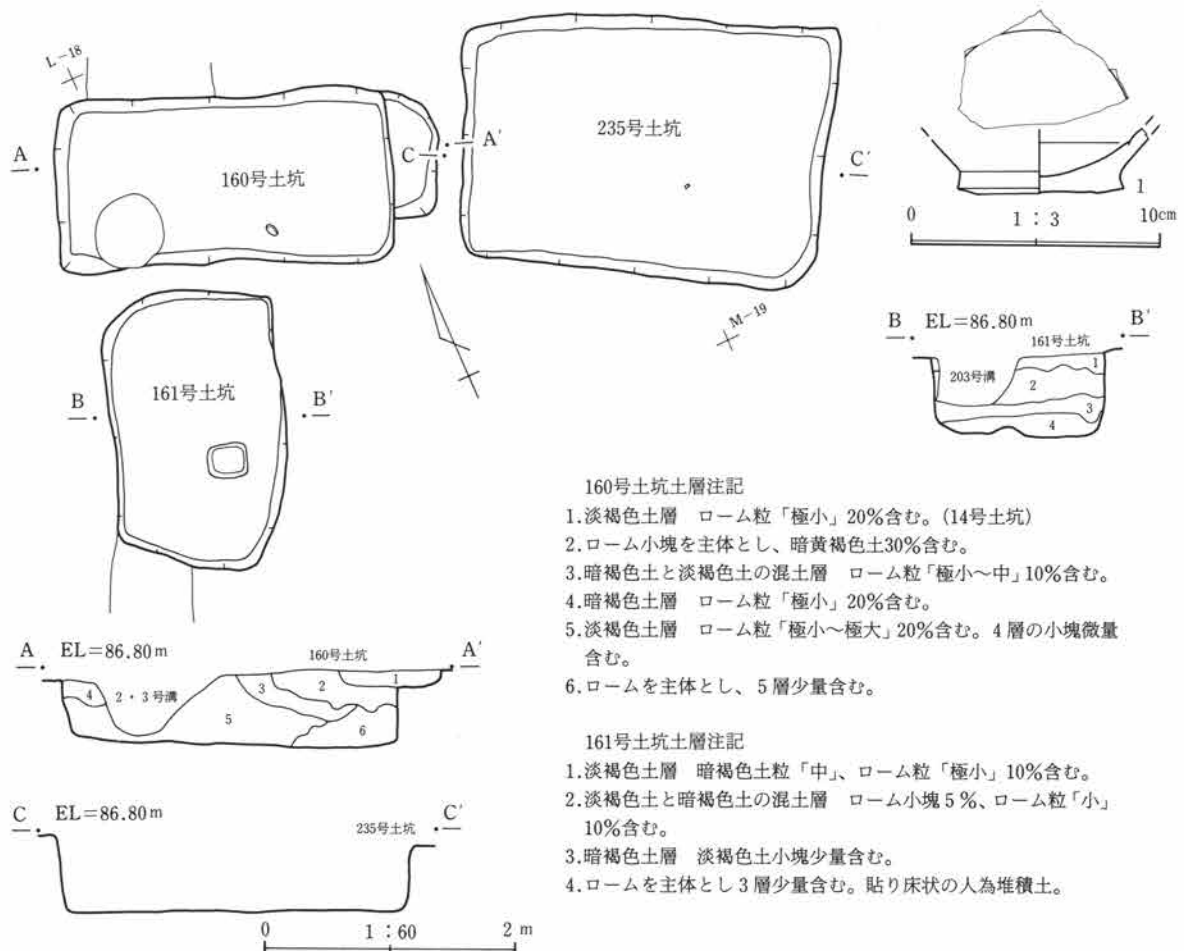 L-18
A
160号土坑
C
A'
235号土坑
C'
M-19
1
0 1:3 10cm
161号土坑
B
B'
B EL=86.80m B'
161号土坑
203号溝
1
2
3
4
A EL=86.80m A'
160号土坑
4
2・3号溝
3
2
1
5
6
C EL=86.80m C'
235号土坑
0 1:60 2m
160号土坑土層注記
1.淡褐色土層 ローム粒「極小」20%含む。(14号土坑)
2.ローム小塊を主体とし、暗黄褐色土30%含む。
3.暗褐色土と淡褐色土の混土層 ローム粒「極小〜中」10%含む。
4.暗褐色土層 ローム粒「極小」20%含む。
5.淡褐色土層 ローム粒「極小〜極大」20%含む。4層の小塊微量
含む。
6.ロームを主体とし、5層少量含む。
161号土坑土層注記
1.淡褐色土層 暗褐色土粒「中」、ローム粒「極小」10%含む。
2.淡褐色土と暗褐色土の混土層 ローム小塊5%、ローム粒「小」
10%含む。
3.暗褐色土層 淡褐色土小塊少量含む。
4.ロームを主体とし3層少量含む。貼り床状の人為堆積土。